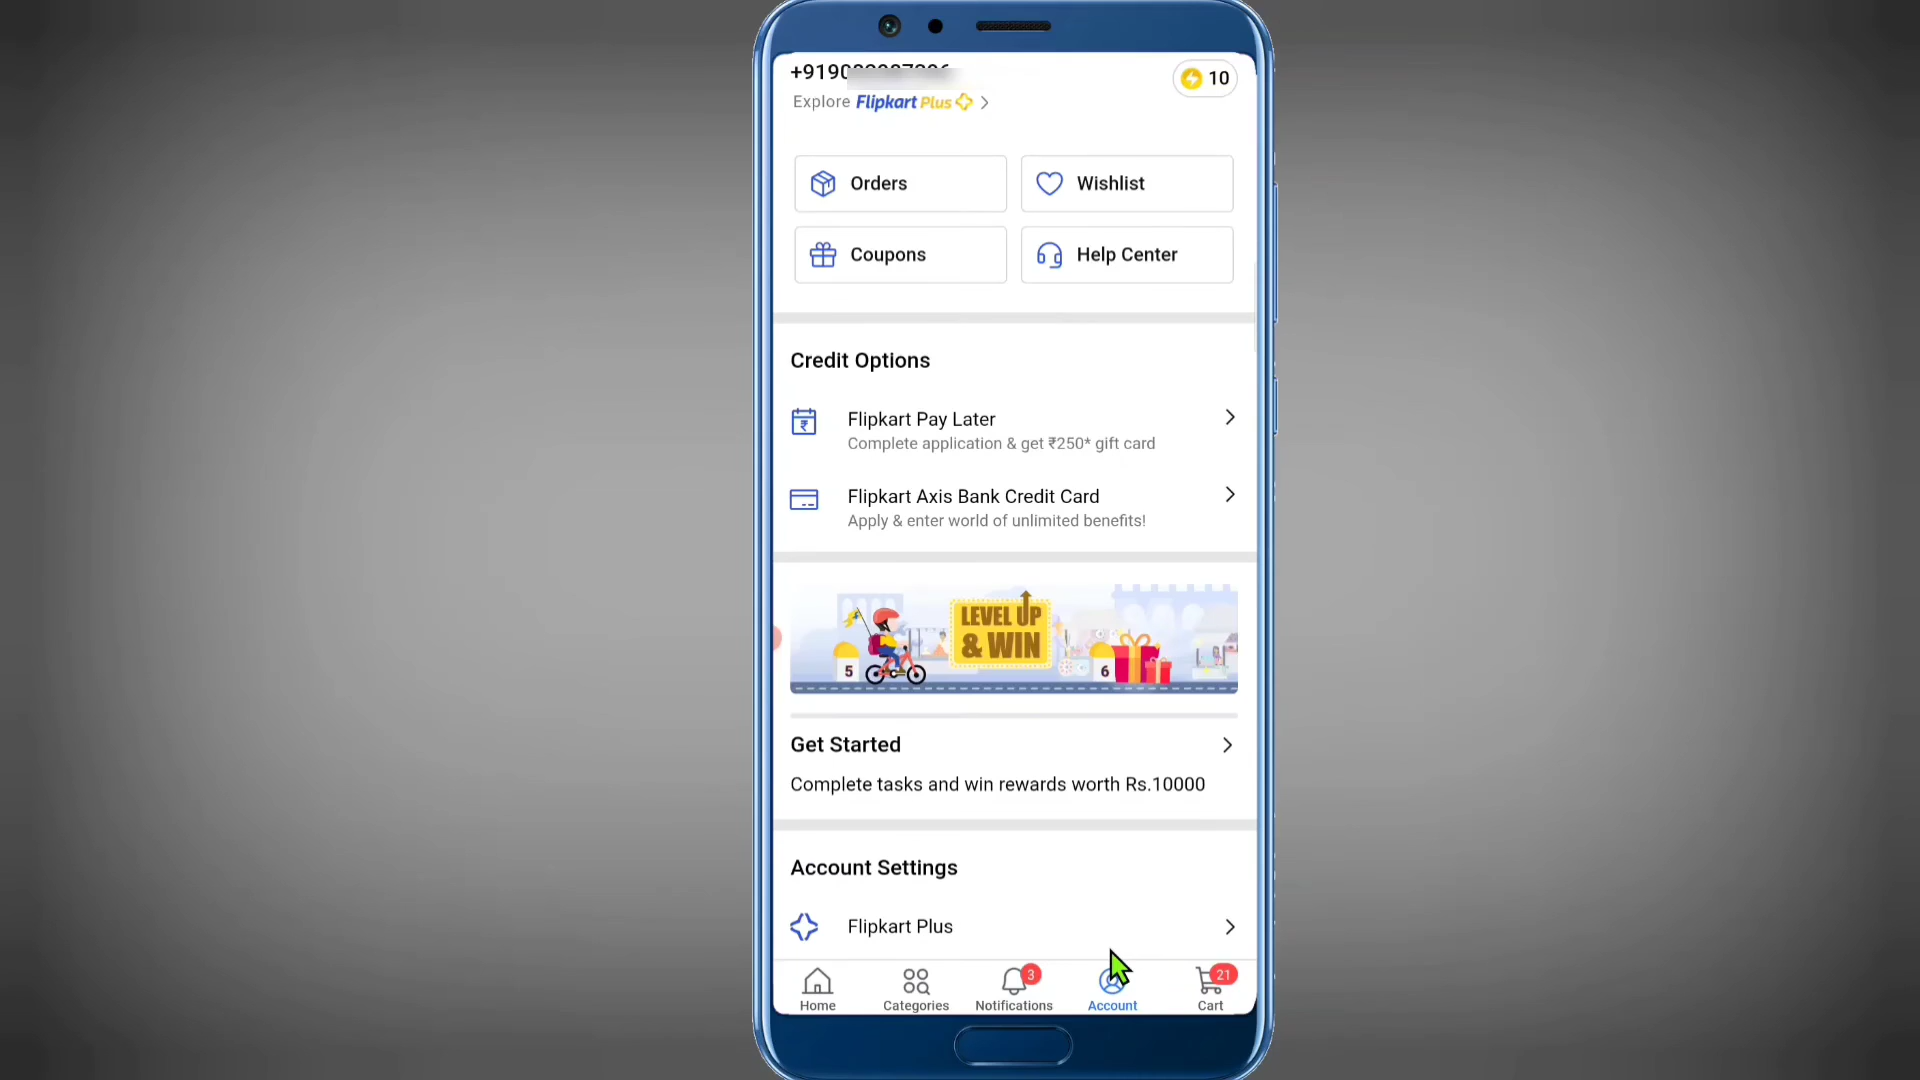 10
Explore Flipkart Plus
Orders
Wishlist
Coupons
Help Center
Credit Options
Flipkart Pay Later
Complete application & get ₹250* gift card
Flipkart Axis Bank Credit Card
Apply & enter world of unlimited benefits!
LEVEL UP
& WIN
5
6
Get Started
Complete tasks and win rewards worth Rs.10000
Account Settings
Flipkart Plus
3
21
Home
Categories
Notifications
Account
Cart